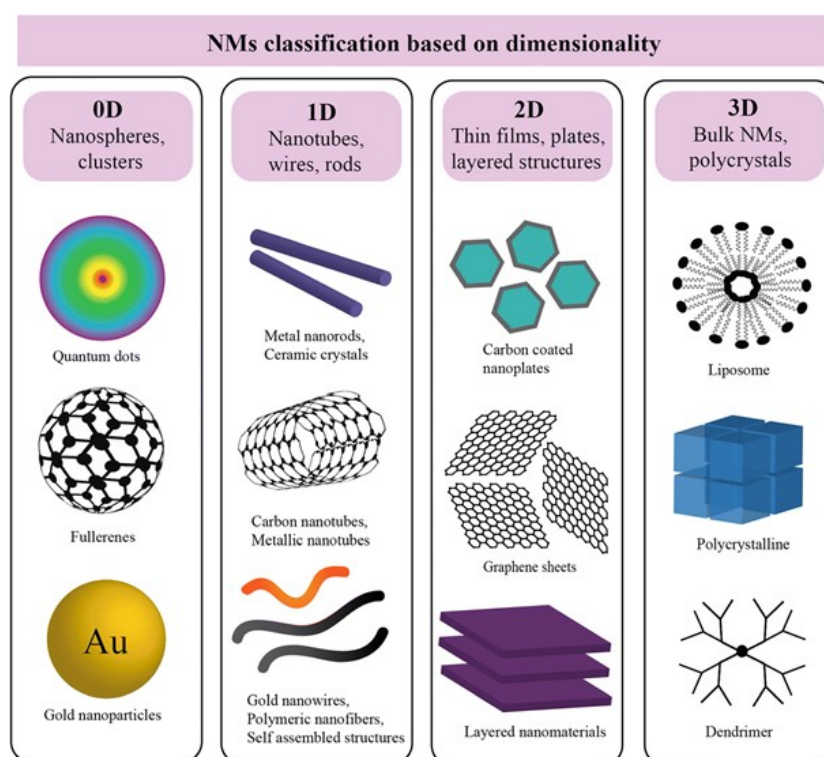 NMs classification based on dimensionality
0D
Nanospheres,
clusters
Quantum dots
Fullerenes
Au
Gold nanoparticles
1D
Nanotubes,
wires, rods
Metal nanorods,
Ceramic crystals
Carbon nanotubes,
Metallic nanotubes
Gold nanowires,
Polymeric nanofibers,
Self assembled structures
2D
Thin films, plates,
layered structures
Carbon coated
nanoplates
Graphene sheets
Layered nanomaterials
3D
Bulk NMs,
polycrystals
Liposome
Polycrystalline
Dendrimer